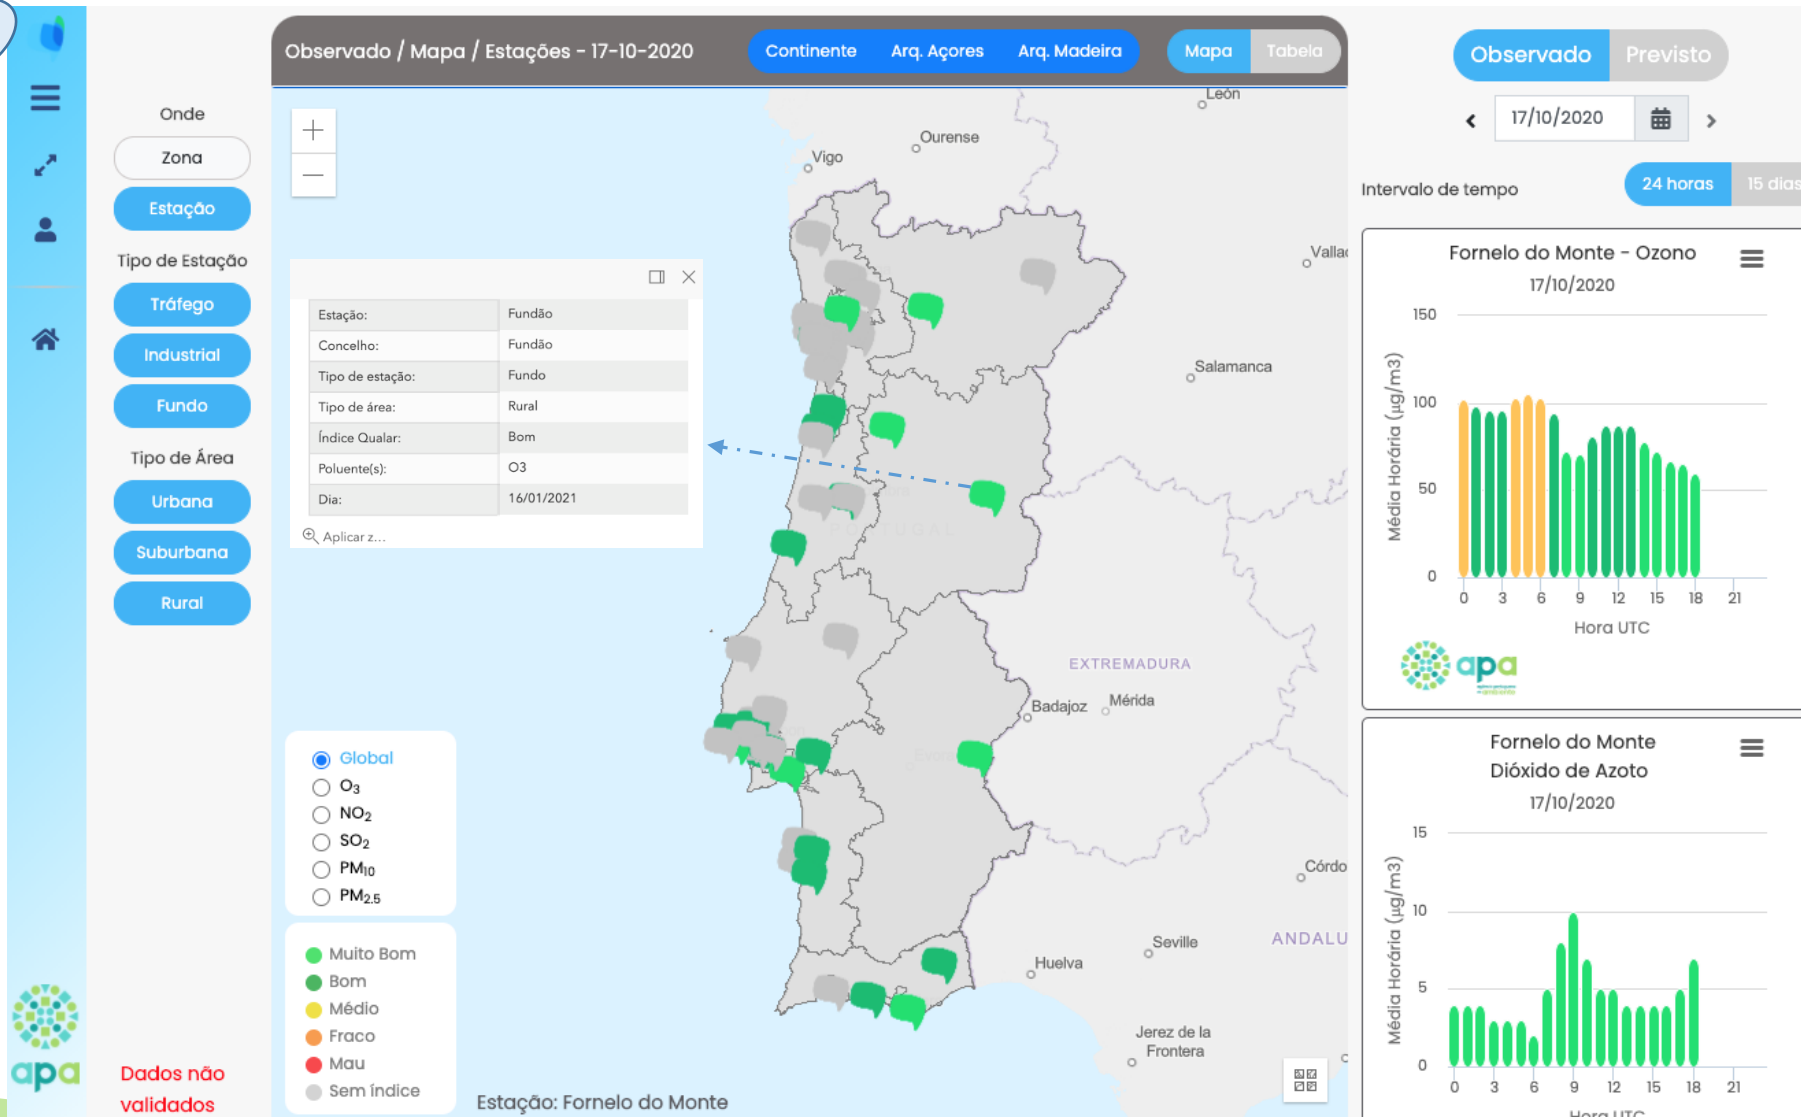 Observado / Mapa / Estações - 17-10-2020
Continente Arq. Açores Arq. Madeira
Mapa Tabela
Observado Previsto
17/10/2020
Intervalo de tempo
24 horas 15 dias
Onde
Zona
Estação
Tipo de Estação
Tráfego
Industrial
Fundo
Tipo de Área
Urbana
Suburbana
Rural
Dados não
validados
apa
León
Ourense
Vigo
Vallad
Salamanca
PORTUGAL
EXTREMADURA
Badajoz
Mérida
Córdo
ANDALU
Seville
Huelva
Jerez de la
Frontera
Estação: Fundão
Concelho: Fundão
Tipo de estação: Fundo
Tipo de área: Rural
Índice Qualar: Bom
Poluente(s): O3
Dia: 16/01/2021
Aplicar z...
Global
O3
NO2
SO2
PM10
PM2.5
Muito Bom
Bom
Médio
Fraco
Mau
Sem índice
Estação: Fornelo do Monte
Fornelo do Monte - Ozono
17/10/2020
Média Horária (µg/m3)
150
100
50
0
0 3 6 9 12 15 18 21
Hora UTC
apa
Fornelo do Monte
Dióxido de Azoto
17/10/2020
Média Horária (µg/m3)
15
10
5
0
0 3 6 9 12 15 18 21
Hora UTC